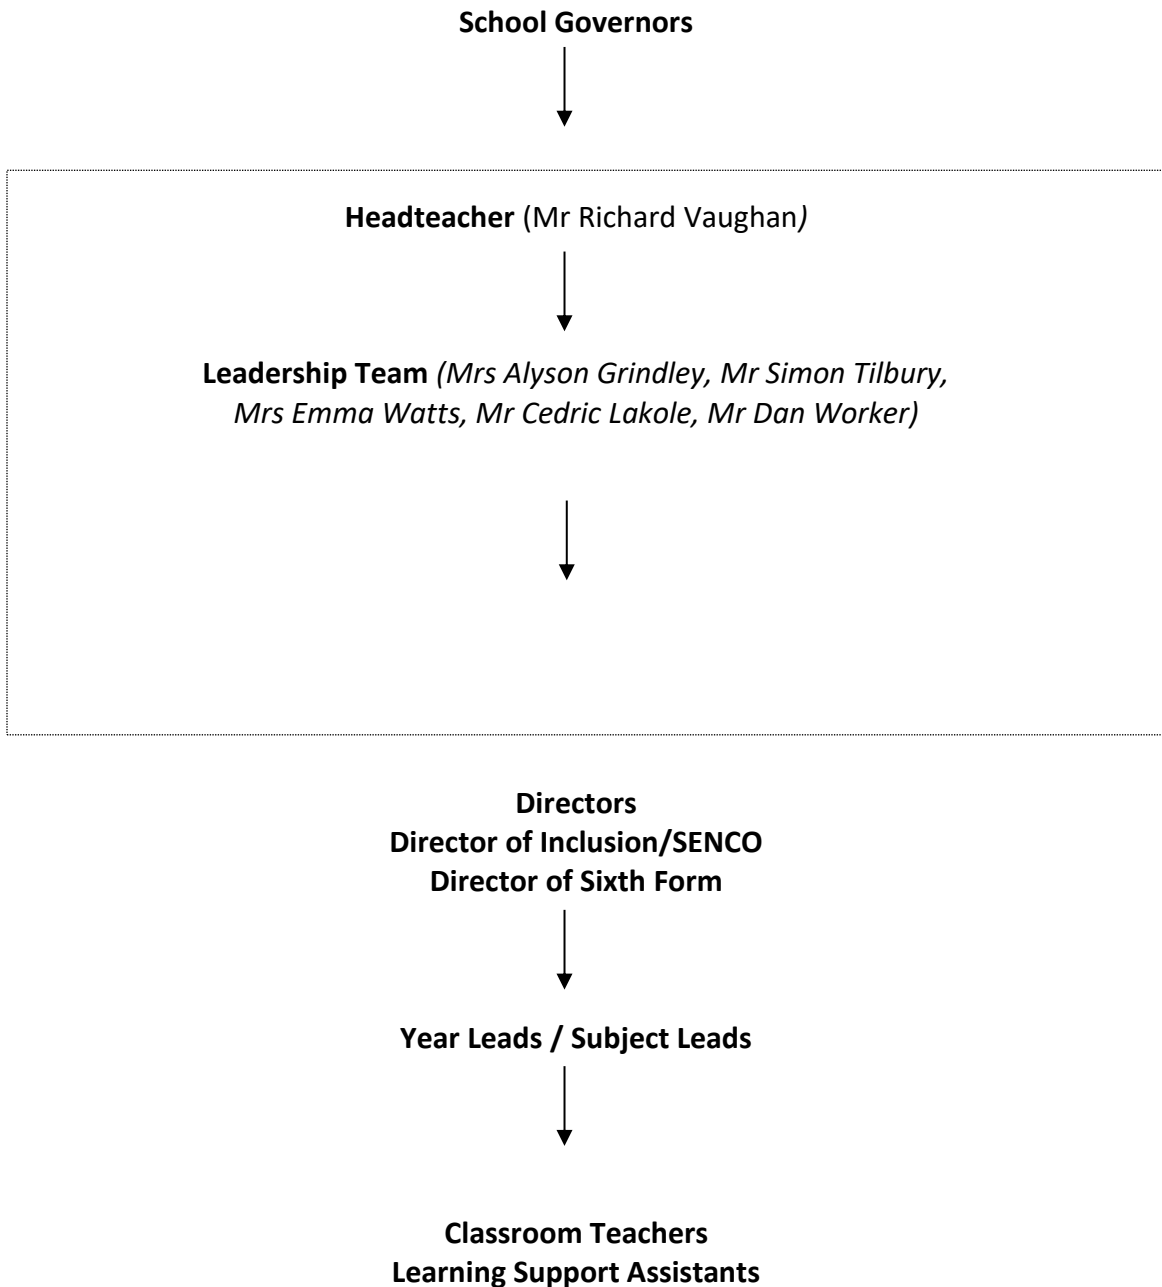 School Governors
Headteacher (Mr Richard Vaughan)
Leadership Team (Mrs Alyson Grindley, Mr Simon Tilbury,
Mrs Emma Watts, Mr Cedric Lakole, Mr Dan Worker)
Directors
Director of Inclusion/SENCO
Director of Sixth Form
Year Leads / Subject Leads
Classroom Teachers
Learning Support Assistants